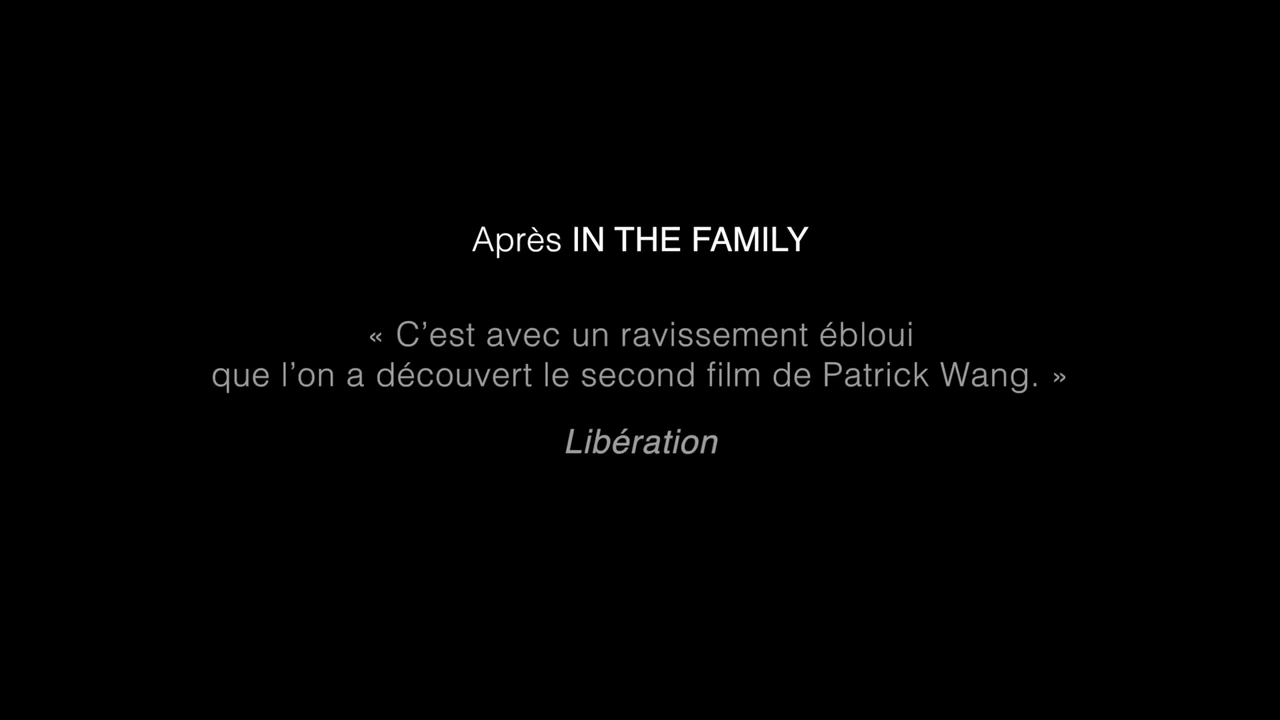 Après IN THE FAMILY
« C’est avec un ravissement ébloui
que l’on a découvert le second film de Patrick Wang. »
Libération